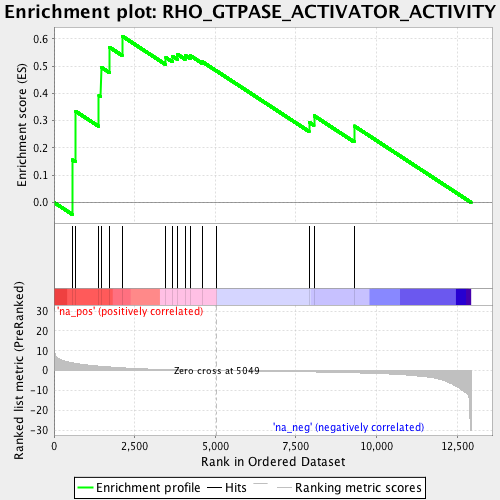 Enrichment plot: RHO_GTPASE_ACTIVATOR_ACTIVITY
Enrichment score (ES)
0.6
0.5
0.4
0.3
0.2
0.1
0.0
Ranked list metric (PreRanked)
'na_pos' (positively correlated)
30
20
10
0
-10
-20
-30
Zero cross at 5049
'na_neg' (negatively correlated)
0
2,500
5,000
7,500
10,000
12,500
Rank in Ordered Dataset
Enrichment profile
Hits
Ranking metric scores